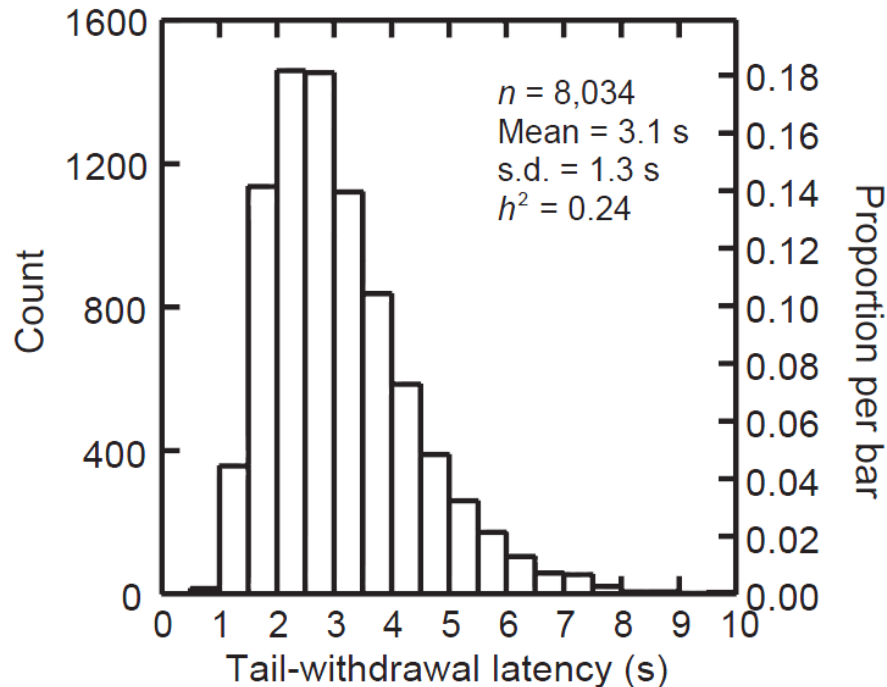 1600
1200
800
400
0
Count
n = 8,034
Mean = 3.1 s
s.d. = 1.3 s
h² = 0.24
0.18
0.16
0.14
0.12
0.10
0.08
0.06
0.04
0.02
0.00
Proportion per bar
0 1 2 3 4 5 6 7 8 9 10
Tail-withdrawal latency (s)